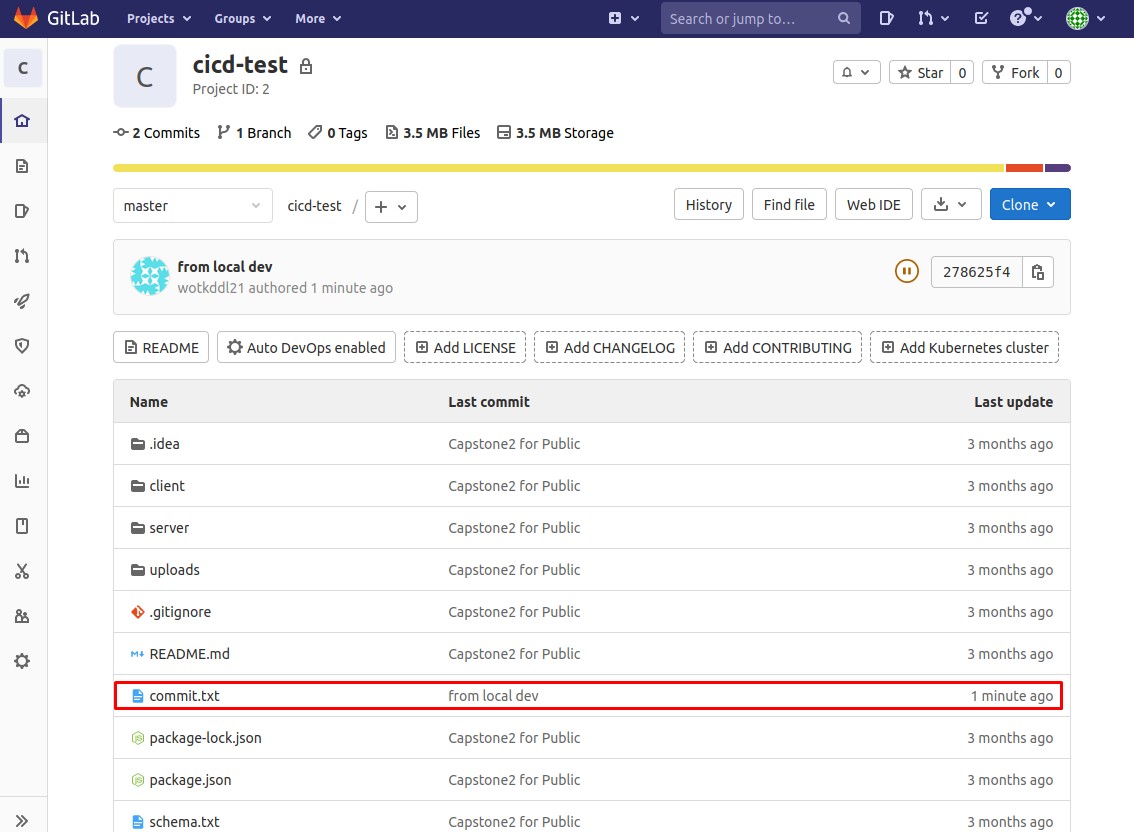 GitLab Projects Groups More Search or jump to...
C
C
cicd-test
Project ID: 2
Star 0 Fork 0
2 Commits 1 Branch 0 Tags 3.5 MB Files 3.5 MB Storage
master cicd-test / + History Find file Web IDE Clone
from local dev
wotkddl21 authored 1 minute ago
278625f4
README Auto DevOps enabled Add LICENSE Add CHANGELOG Add CONTRIBUTING Add Kubernetes cluster
Name Last commit Last update
.idea Capstone2 for Public 3 months ago
client Capstone2 for Public 3 months ago
server Capstone2 for Public 3 months ago
uploads Capstone2 for Public 3 months ago
.gitignore Capstone2 for Public 3 months ago
README.md Capstone2 for Public 3 months ago
commit.txt from local dev 1 minute ago
package-lock.json Capstone2 for Public 3 months ago
package.json Capstone2 for Public 3 months ago
schema.txt Capstone2 for Public 3 months ago